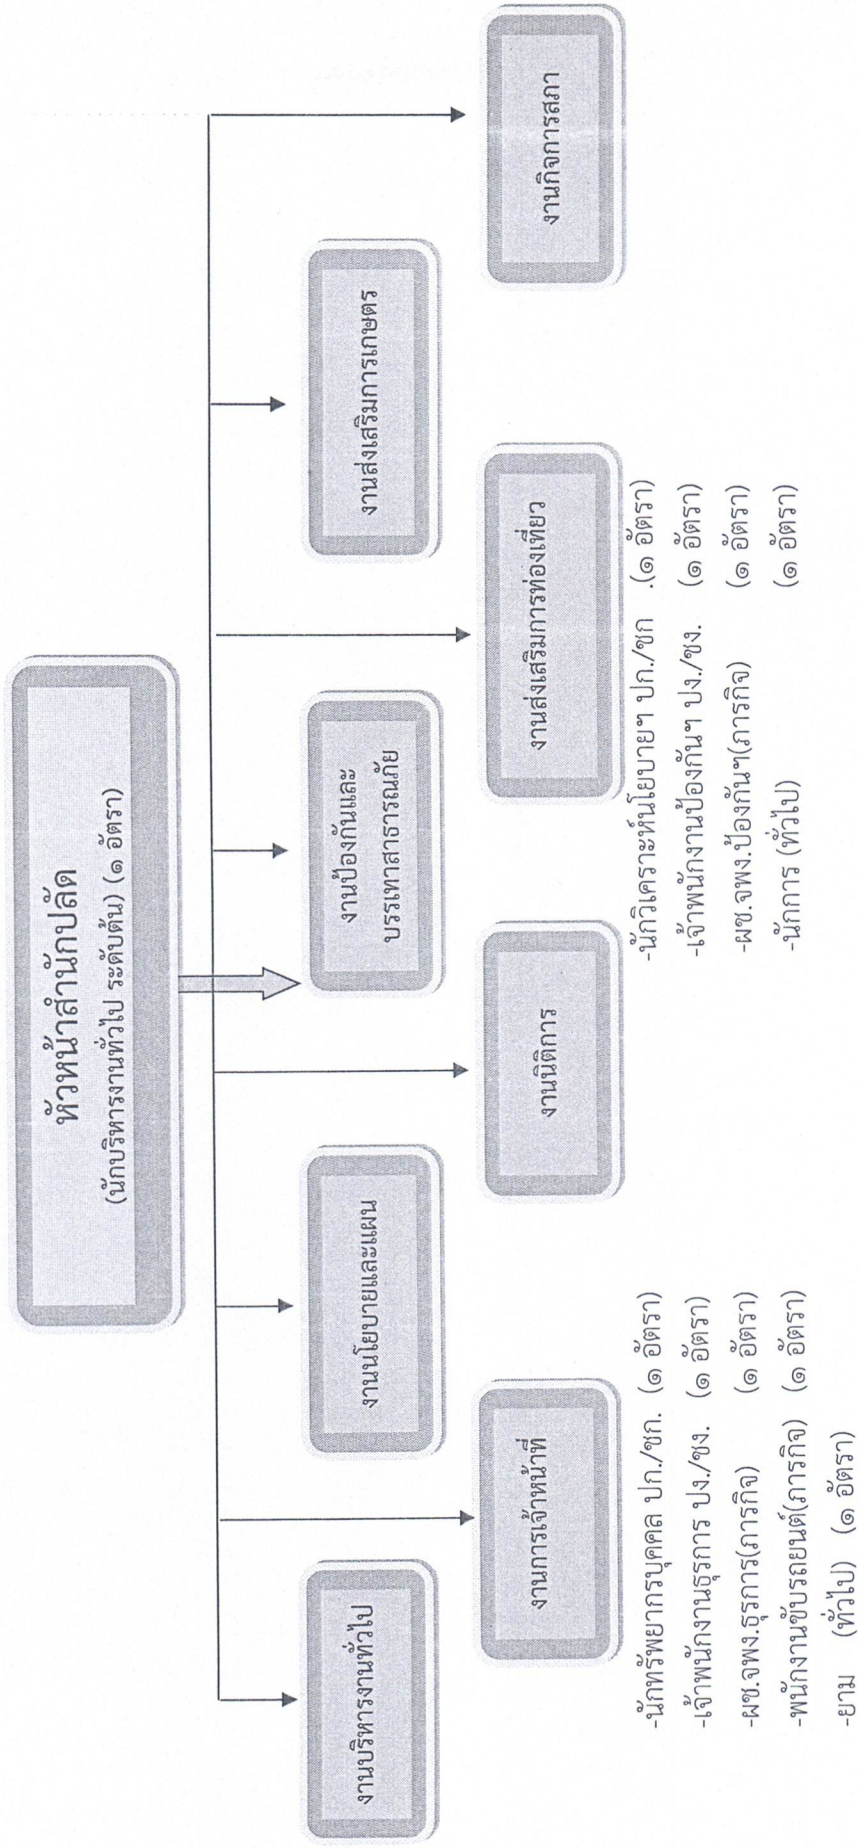 หัวหน้าสำนักปลัด
(นักบริหารงานทั่วไป ระดับต้น) (๑ อัตรา)
งานบริหารงานทั่วไป
งานนโยบายและแผน
งานป้องกันและ
บรรเทาสาธารณภัย
งานส่งเสริมการเกษตร
งานการเจ้าหน้าที่
งานนิติการ
งานส่งเสริมการท่องเที่ยว
งานกิจการสภา
-นักทรัพยากรบุคคล ปก./ชก. (๑ อัตรา)
-เจ้าพนักงานธุรการ ปง./ชง. (๑ อัตรา)
-ผช.จพง.ธุรการ(ภารกิจ) (๑ อัตรา)
-พนักงานขับรถยนต์(ภารกิจ) (๑ อัตรา)
-ยาม (ทั่วไป) (๑ อัตรา)
-นักวิเคราะห์นโยบายฯ ปก./ชก .(๑ อัตรา)
-เจ้าพนักงานป้องกันฯ ปง./ชง. (๑ อัตรา)
-ผช.จพง.ป้องกันฯ(ภารกิจ) (๑ อัตรา)
-นักการ (ทั่วไป) (๑ อัตรา)